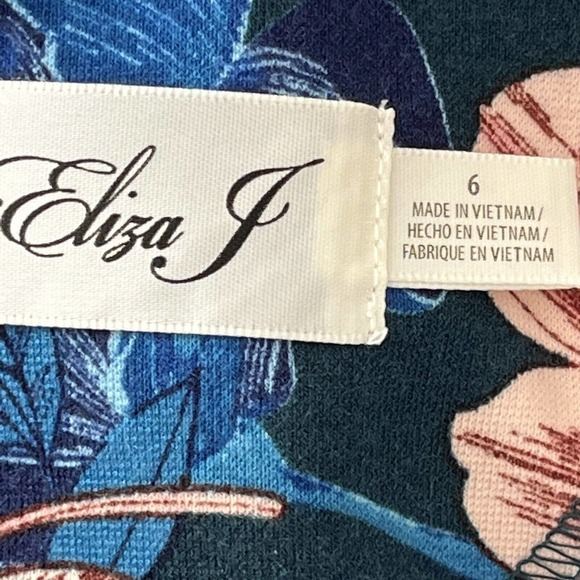 Eliza J
6
MADE IN VIETNAM/
HECHO EN VIETNAM/
FABRIQUE EN VIETNAM